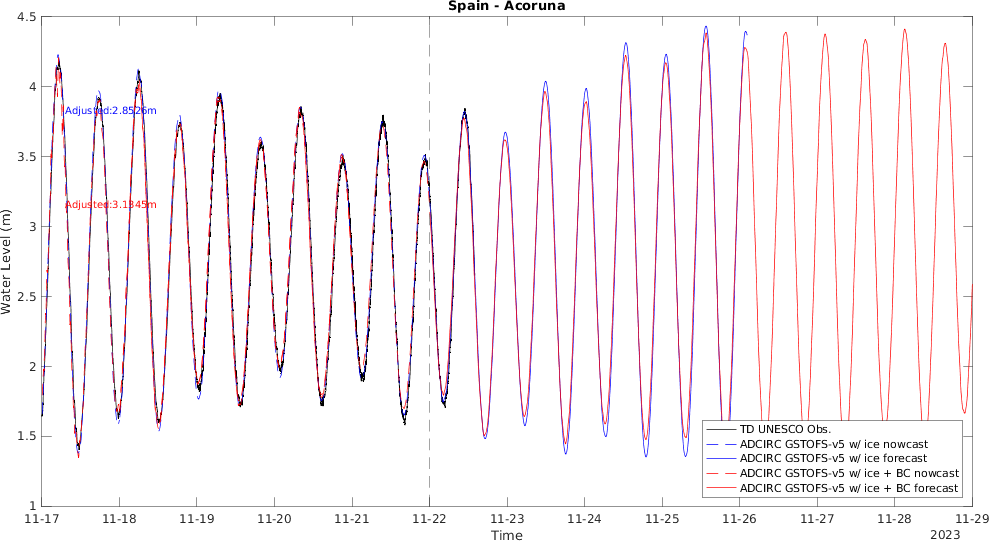 Spain - Acoruna
4.5
4
3.5
3
2.5
2
1.5
1
Water Level (m)
Adjusted:2.8526m
Adjusted:3.1345m
TD UNESCO Obs.
ADCIRC GSTOFS-v5 w/ ice nowcast
ADCIRC GSTOFS-v5 w/ ice forecast
ADCIRC GSTOFS-v5 w/ ice + BC nowcast
ADCIRC GSTOFS-v5 w/ ice + BC forecast
11-17 11-18 11-19 11-20 11-21 11-22 11-23 11-24 11-25 11-26 11-27 11-28 11-29
Time
2023